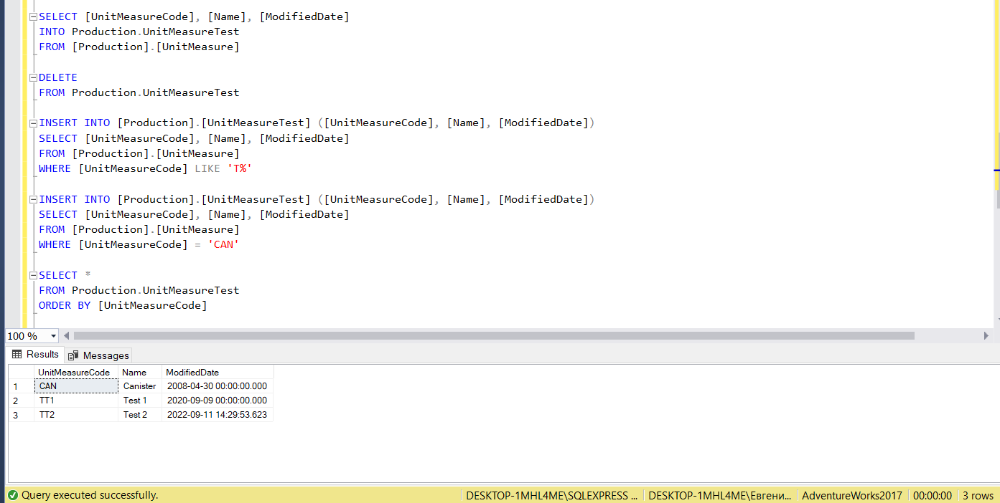 SELECT [UnitMeasureCode], [Name], [ModifiedDate]
INTO Production.UnitMeasureTest
FROM [Production].[UnitMeasure]
DELETE
FROM Production.UnitMeasureTest
INSERT INTO [Production].[UnitMeasureTest] ([UnitMeasureCode], [Name], [ModifiedDate])
SELECT [UnitMeasureCode], [Name], [ModifiedDate]
FROM [Production].[UnitMeasure]
WHERE [UnitMeasureCode] LIKE 'T%'
INSERT INTO [Production].[UnitMeasureTest] ([UnitMeasureCode], [Name], [ModifiedDate])
SELECT [UnitMeasureCode], [Name], [ModifiedDate]
FROM [Production].[UnitMeasure]
WHERE [UnitMeasureCode] = 'CAN'
SELECT *
FROM Production.UnitMeasureTest
ORDER BY [UnitMeasureCode]
100 %
Results Messages
UnitMeasureCode Name ModifiedDate
1 CAN Canister 2008-04-30 00:00:00.000
2 TT1 Test 1 2020-09-09 00:00:00.000
3 TT2 Test 2 2022-09-11 14:29:53.623
Query executed successfully. DESKTOP-1MHL4ME\SQLEXPRESS ... DESKTOP-1MHL4ME\Евгени... AdventureWorks2017 00:00:00 3 rows